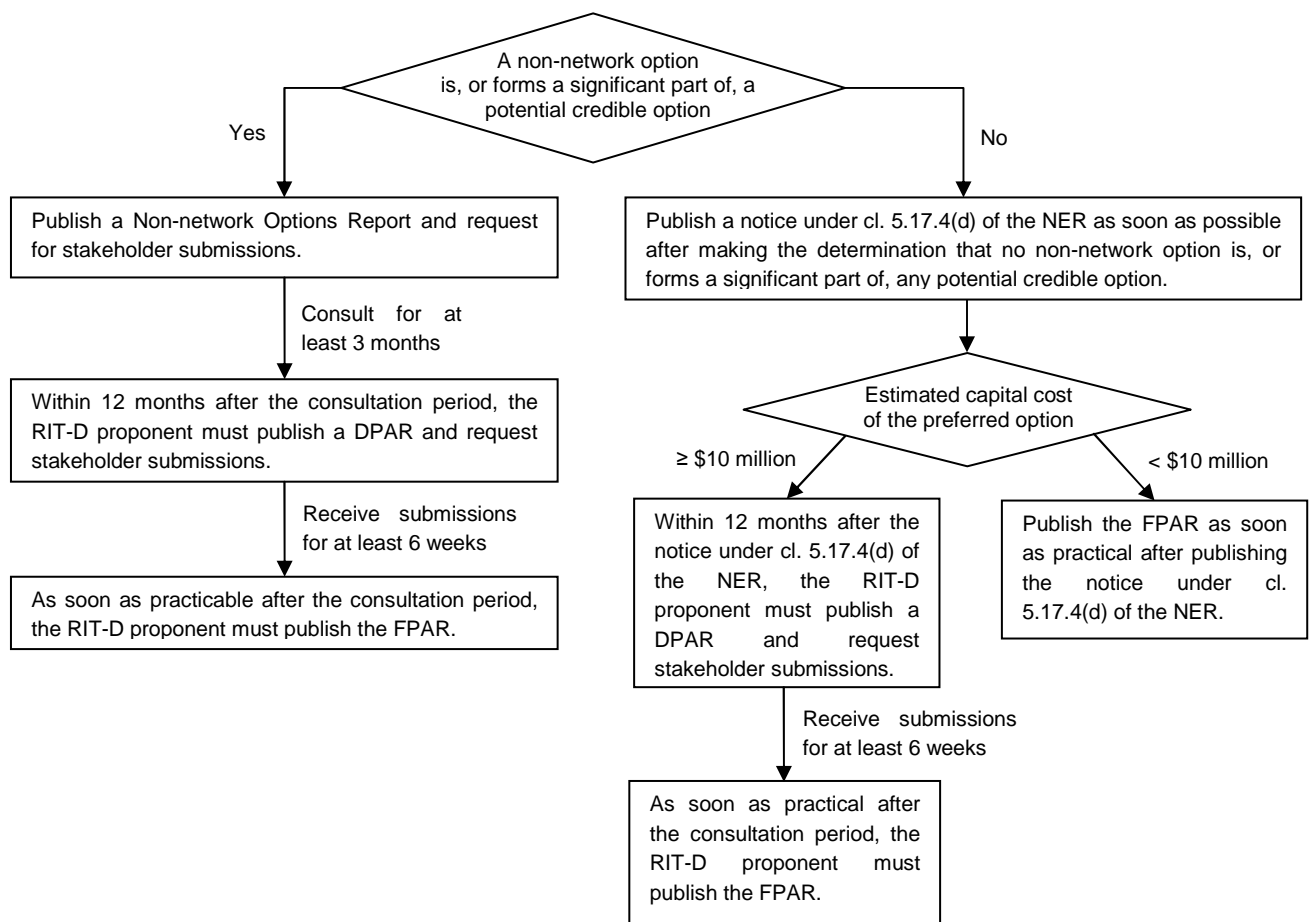 A non-network option
is, or forms a significant part of, a
potential credible option
Yes
No
Publish a Non-network Options Report and request
for stakeholder submissions.
Publish a notice under cl. 5.17.4(d) of the NER as soon as possible
after making the determination that no non-network option is, or
forms a significant part of, any potential credible option.
Consult for at
least 3 months
Within 12 months after the consultation period, the
RIT-D proponent must publish a DPAR and request
stakeholder submissions.
Estimated capital cost
of the preferred option
≥ $10 million
< $10 million
Receive submissions
for at least 6 weeks
As soon as practicable after the consultation period,
the RIT-D proponent must publish the FPAR.
Within 12 months after the
notice under cl. 5.17.4(d) of
the NER, the RIT-D
proponent must publish a
DPAR and request
stakeholder submissions.
Publish the FPAR as soon
as practical after publishing
the notice under cl.
5.17.4(d) of the NER.
Receive submissions
for at least 6 weeks
As soon as practical after
the consultation period, the
RIT-D proponent must
publish the FPAR.